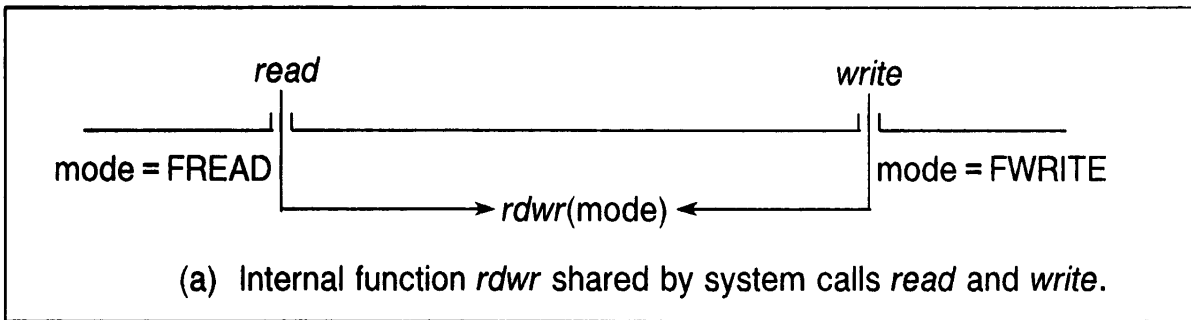 read write
mode = FREAD mode = FWRITE
rdwr(mode)
(a) Internal function rdwr shared by system calls read and write.